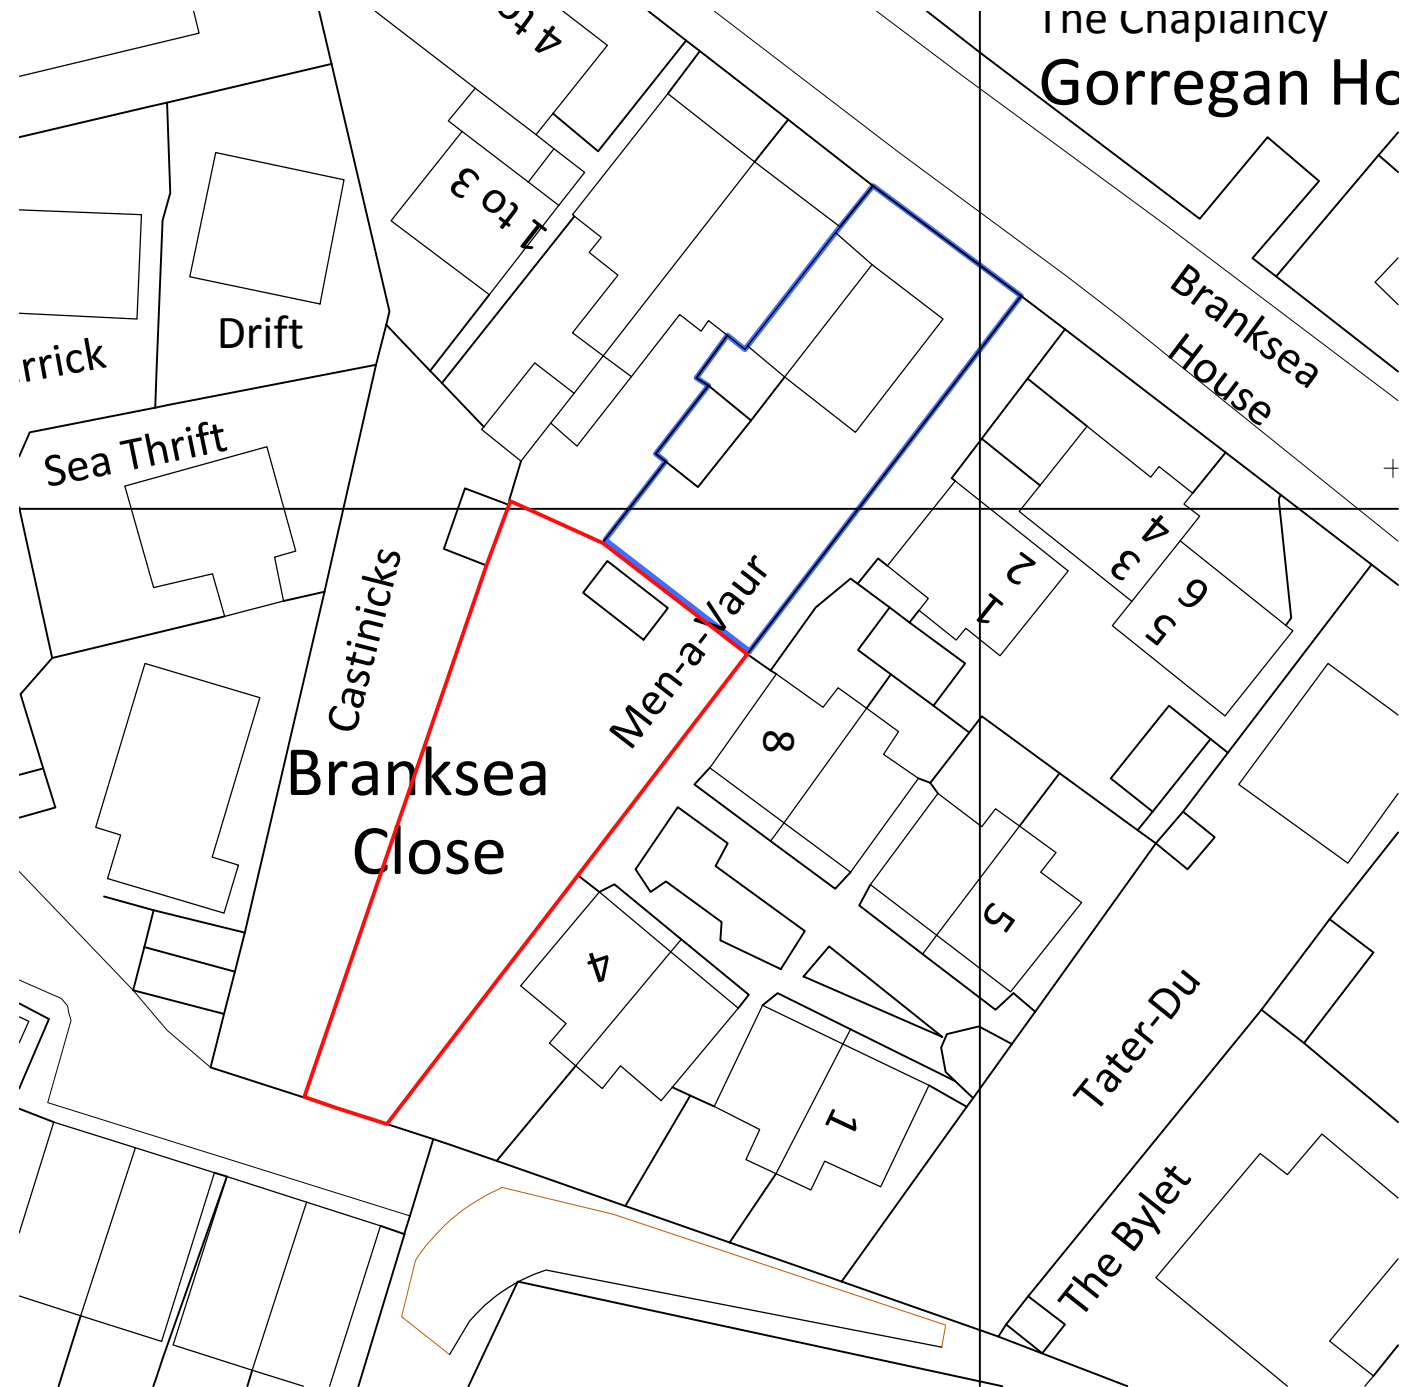 The Chaplaincy
Gorregan Hc
4 to
1 to 3
Branksea
House
Drift
rrick
Sea Thrift
4
3
2
1
6
5
Castinicks
Men-a-Vaur
Branksea
Close
8
5
4
1
Tater-Du
The Bylet